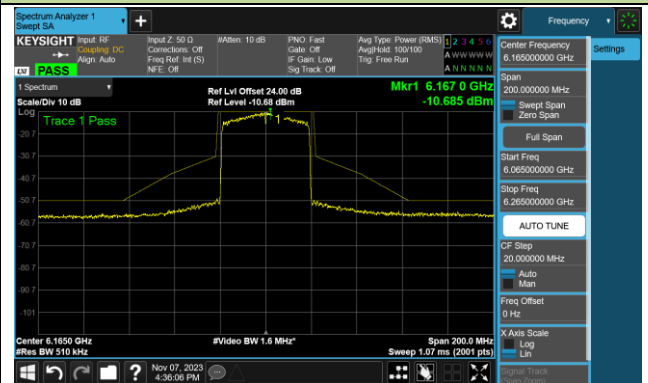 Spectrum Analyzer 1
Swept SA
Frequency
KEYSIGHT
Input: RF
Coupling: DC
Align: Auto
Input Z: 50 Ω
Corrections: Off
Freq Ref: Int (S)
NFE: Off
#Atten: 10 dB
PNO: Fast
Gate: Off
IF Gain: Low
Sig Track: Off
Avg Type: Power (RMS)
Avg|Hold: 100/100
Trig: Free Run
1 2 3 4 5 6
A W W W W W
A N N N N N
LXI PASS
1 Spectrum
Scale/Div 10 dB
Ref Lvl Offset 24.00 dB
Ref Level -10.68 dBm
Mkr1 6.167 0 GHz
-10.685 dBm
Log
Trace 1 Pass
1
-20.7
-30.7
-40.7
-50.7
-60.7
-70.7
-80.7
-90.7
-101
Center 6.1650 GHz
#Res BW 510 kHz
#Video BW 1.6 MHz*
Span 200.0 MHz
Sweep 1.07 ms (2001 pts)
Nov 07, 2023
4:36:06 PM
Center Frequency
6.165000000 GHz
Settings
Span
200.000000 MHz
Swept Span
Zero Span
Full Span
Start Freq
6.065000000 GHz
Stop Freq
6.265000000 GHz
AUTO TUNE
CF Step
20.000000 MHz
Auto
Man
Freq Offset
0 Hz
X Axis Scale
Log
Lin
Signal Track
(Span Zoom)